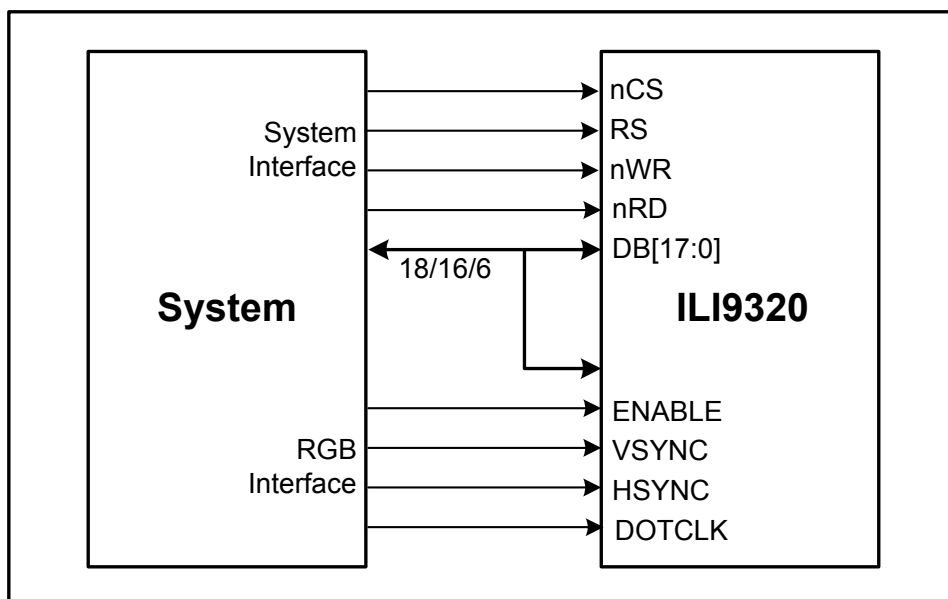 nCS
RS
System
Interface
nWR
nRD
DB[17:0]
18/16/6
System
ILI9320
ENABLE
RGB
Interface
VSYNC
HSYNC
DOTCLK